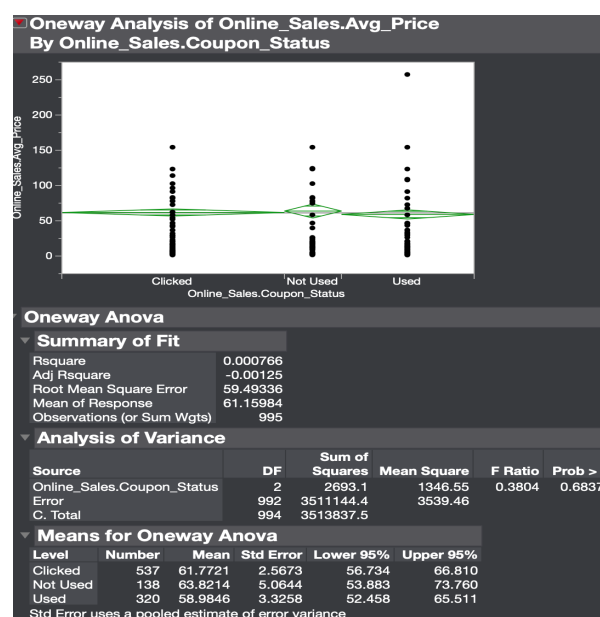 Oneway Analysis of Online_Sales.Avg_Price
By Online_Sales.Coupon_Status
Online_Sales.Avg_Price
250
200
150
100
50
0
Clicked Not Used Used
Online_Sales.Coupon_Status
Oneway Anova
Summary of Fit
Rsquare 0.000766
Adj Rsquare -0.00125
Root Mean Square Error 59.49336
Mean of Response 61.15984
Observations (or Sum Wgts) 995
Analysis of Variance
Sum of
Source DF Squares Mean Square F Ratio Prob >
Online_Sales.Coupon_Status 2 2693.1 1346.55 0.3804 0.6837
Error 992 3511144.4 3539.46
C. Total 994 3513837.5
Means for Oneway Anova
Level Number Mean Std Error Lower 95% Upper 95%
Clicked 537 61.7721 2.5673 56.734 66.810
Not Used 138 63.8214 5.0644 53.883 73.760
Used 320 58.9846 3.3258 52.458 65.511
Std Error uses a pooled estimate of error variance